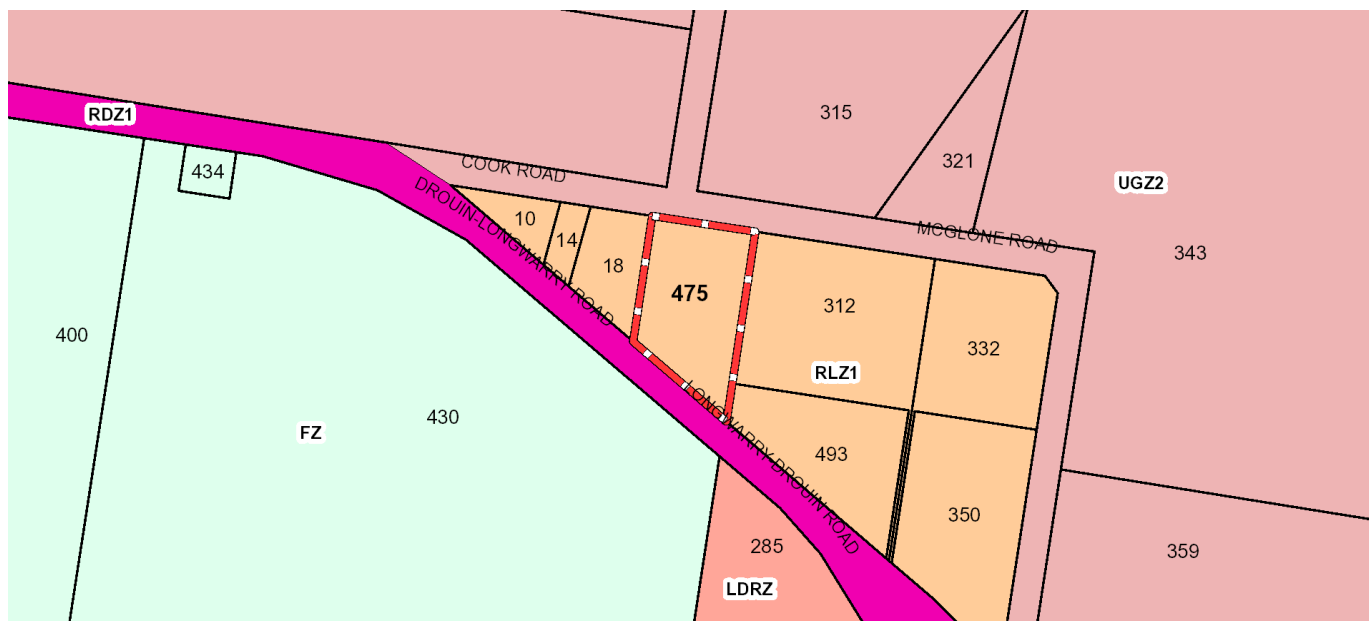 RDZ1
315
COOK ROAD
321
434
UGZ2
DROUIN-LONGWARRY ROAD
10
14
MCGLONE ROAD
343
18
475
312
400
332
RLZ1
LONGWARRY-DROUIN ROAD
430
FZ
493
350
285
359
LDRZ